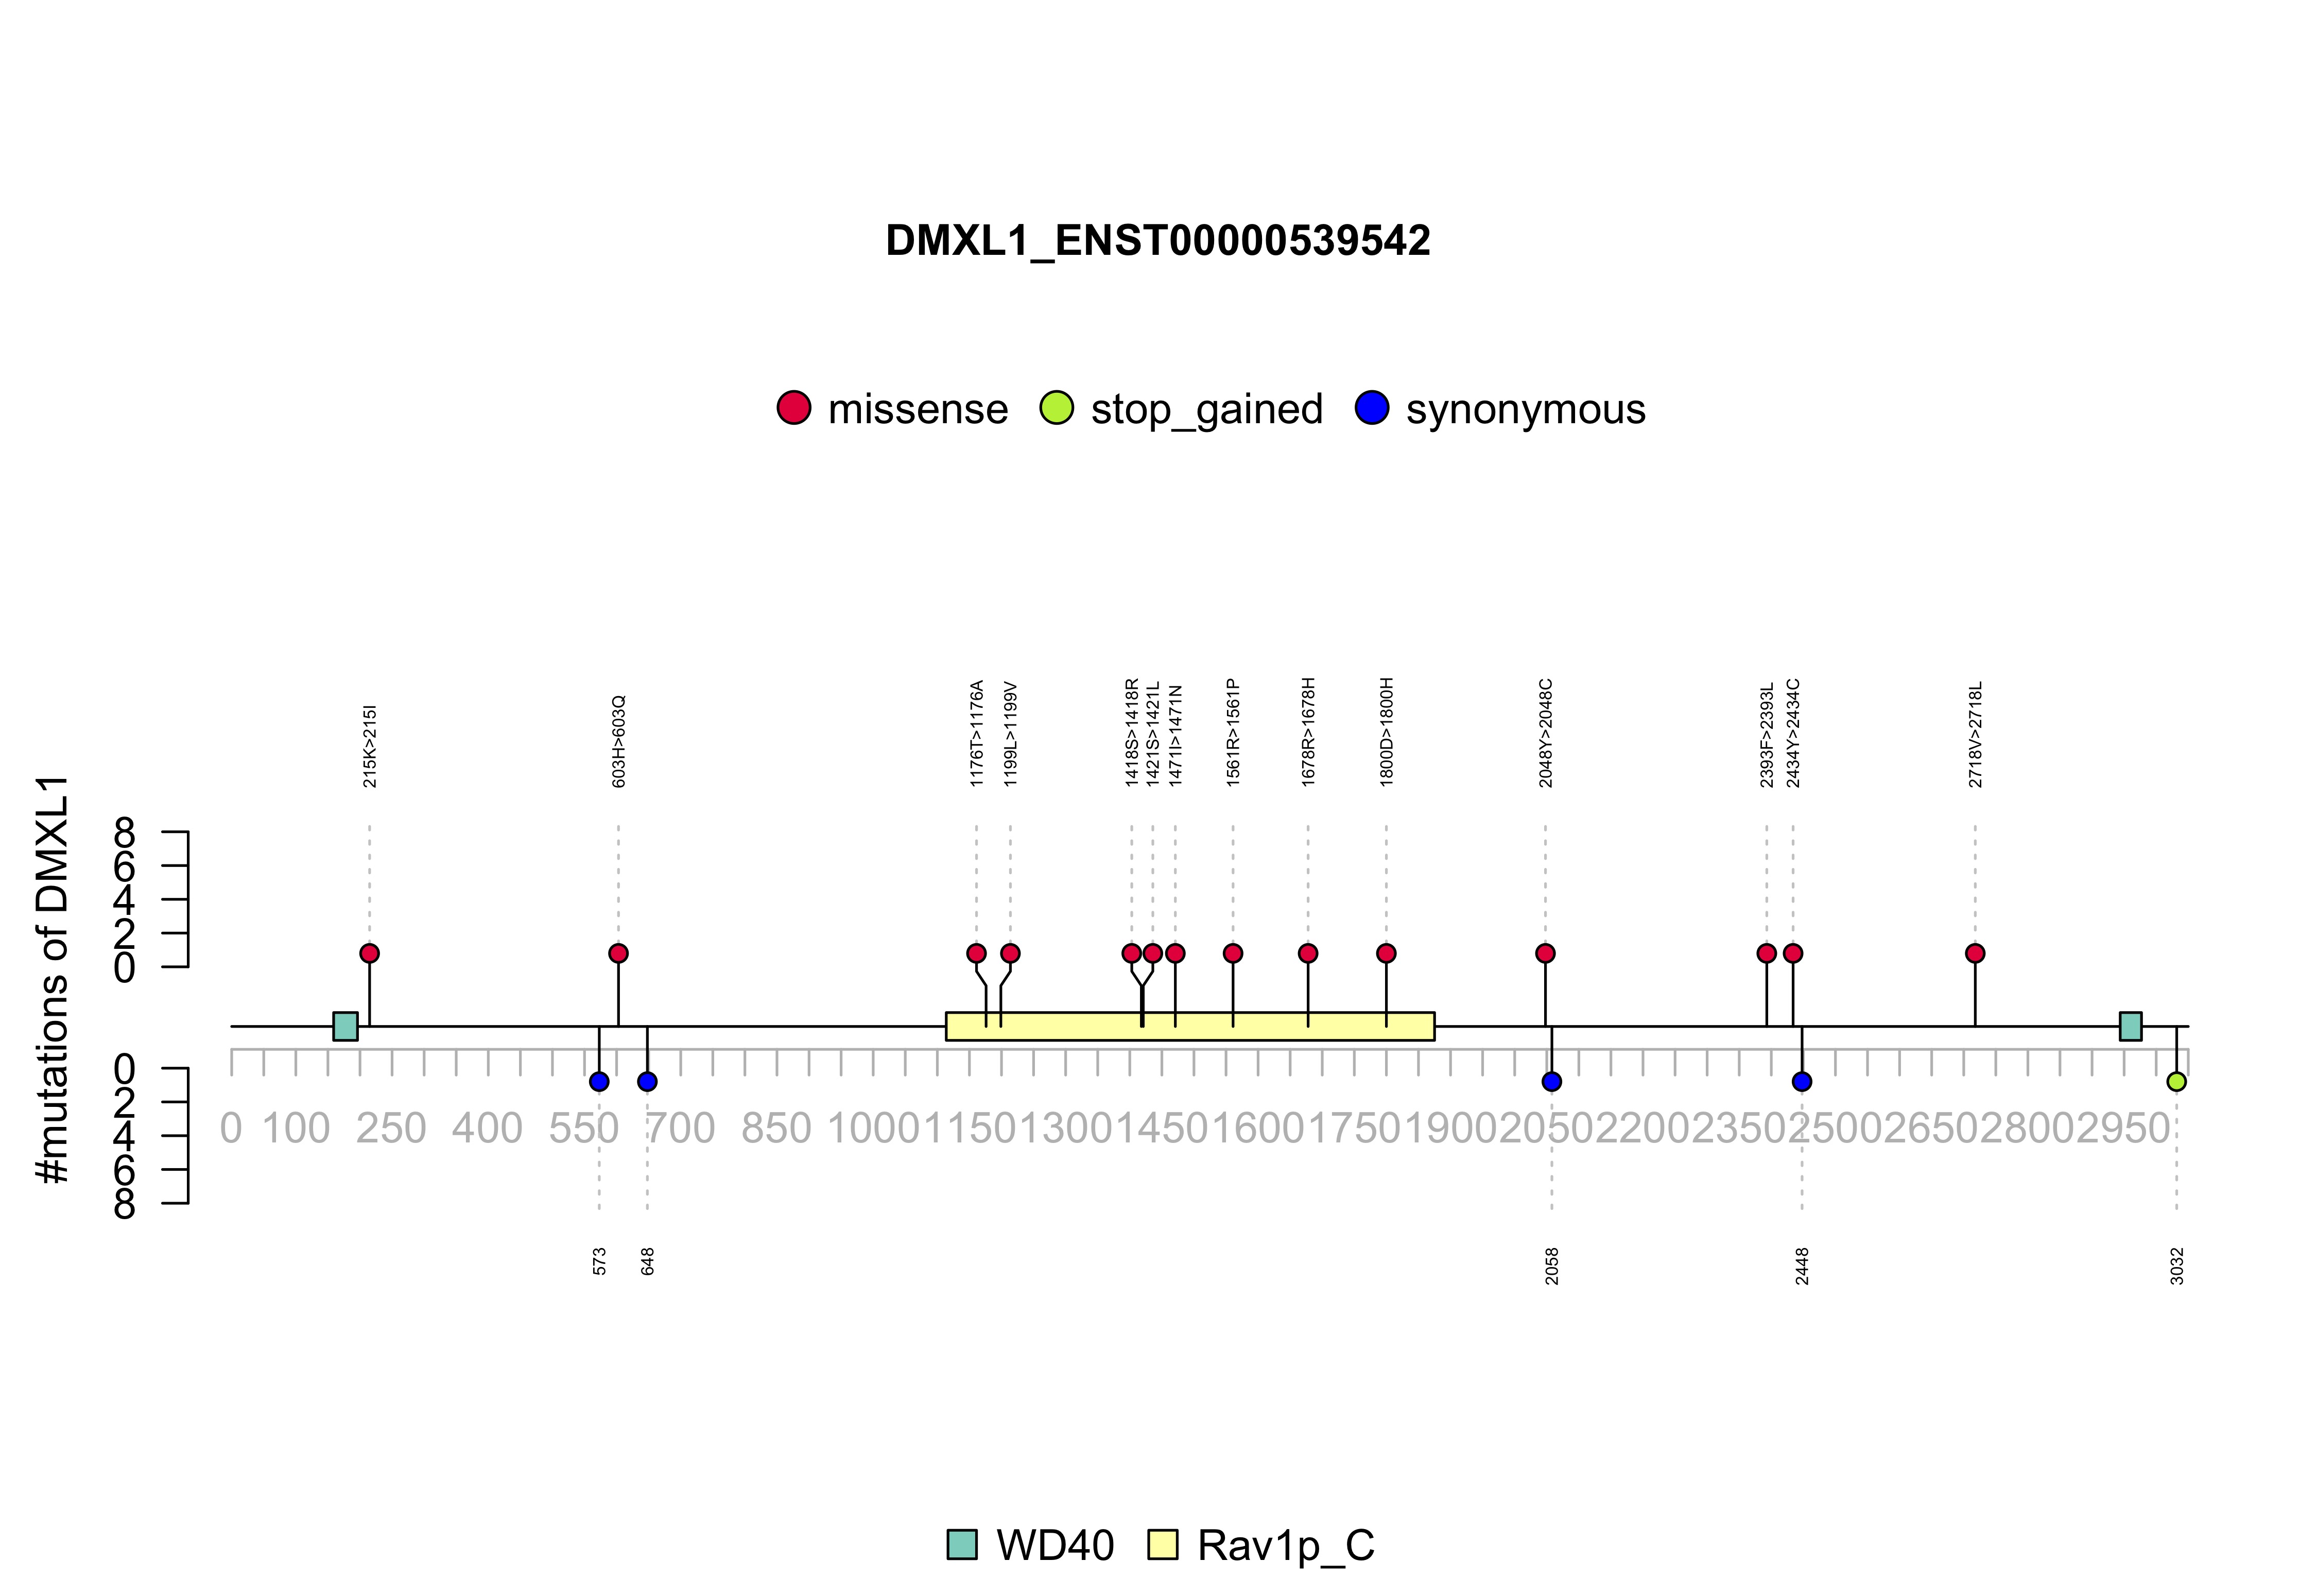 DMXL1_ENST00000539542
missense stop_gained synonymous
215K>215I 603H>603Q 1176T>1176A 1199L>1199V 1418S>1418R 1421S>1421L 1471I>1471N 1561R>1561P 1678R>1678H 1800D>1800H 2048Y>2048C 2393F>2393L 2434Y>2434C 2718V>2718L
#mutations of DMXL1
8
6
4
2
0
0
2
4
6
8
0 100 250 400 550 700 850 1000 1150 1300 1450 1600 1750 1900 2050 2200 2350 2500 2650 2800 2950
573 648 2058 2448 3032
WD40 Rav1p_C